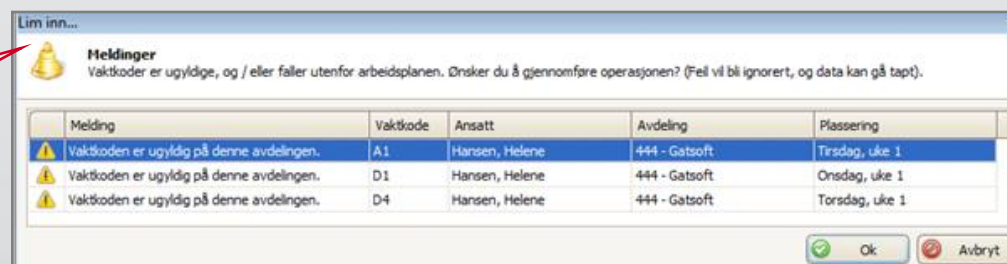 Lim inn...
Meldinger
Vaktkoder er ugyldige, og / eller faller utenfor arbeidsplanen. Ønsker du å gjennomføre operasjonen? (Feil vil bli ignorert, og data kan gå tapt).
Melding Vaktkode Ansatt Avdeling Plassering
Vaktkoden er ugyldig på denne avdelingen. A1 Hansen, Helene 444 - Gatsoft Tirsdag, uke 1
Vaktkoden er ugyldig på denne avdelingen. D1 Hansen, Helene 444 - Gatsoft Onsdag, uke 1
Vaktkoden er ugyldig på denne avdelingen. D4 Hansen, Helene 444 - Gatsoft Torsdag, uke 1
Ok Avbryt